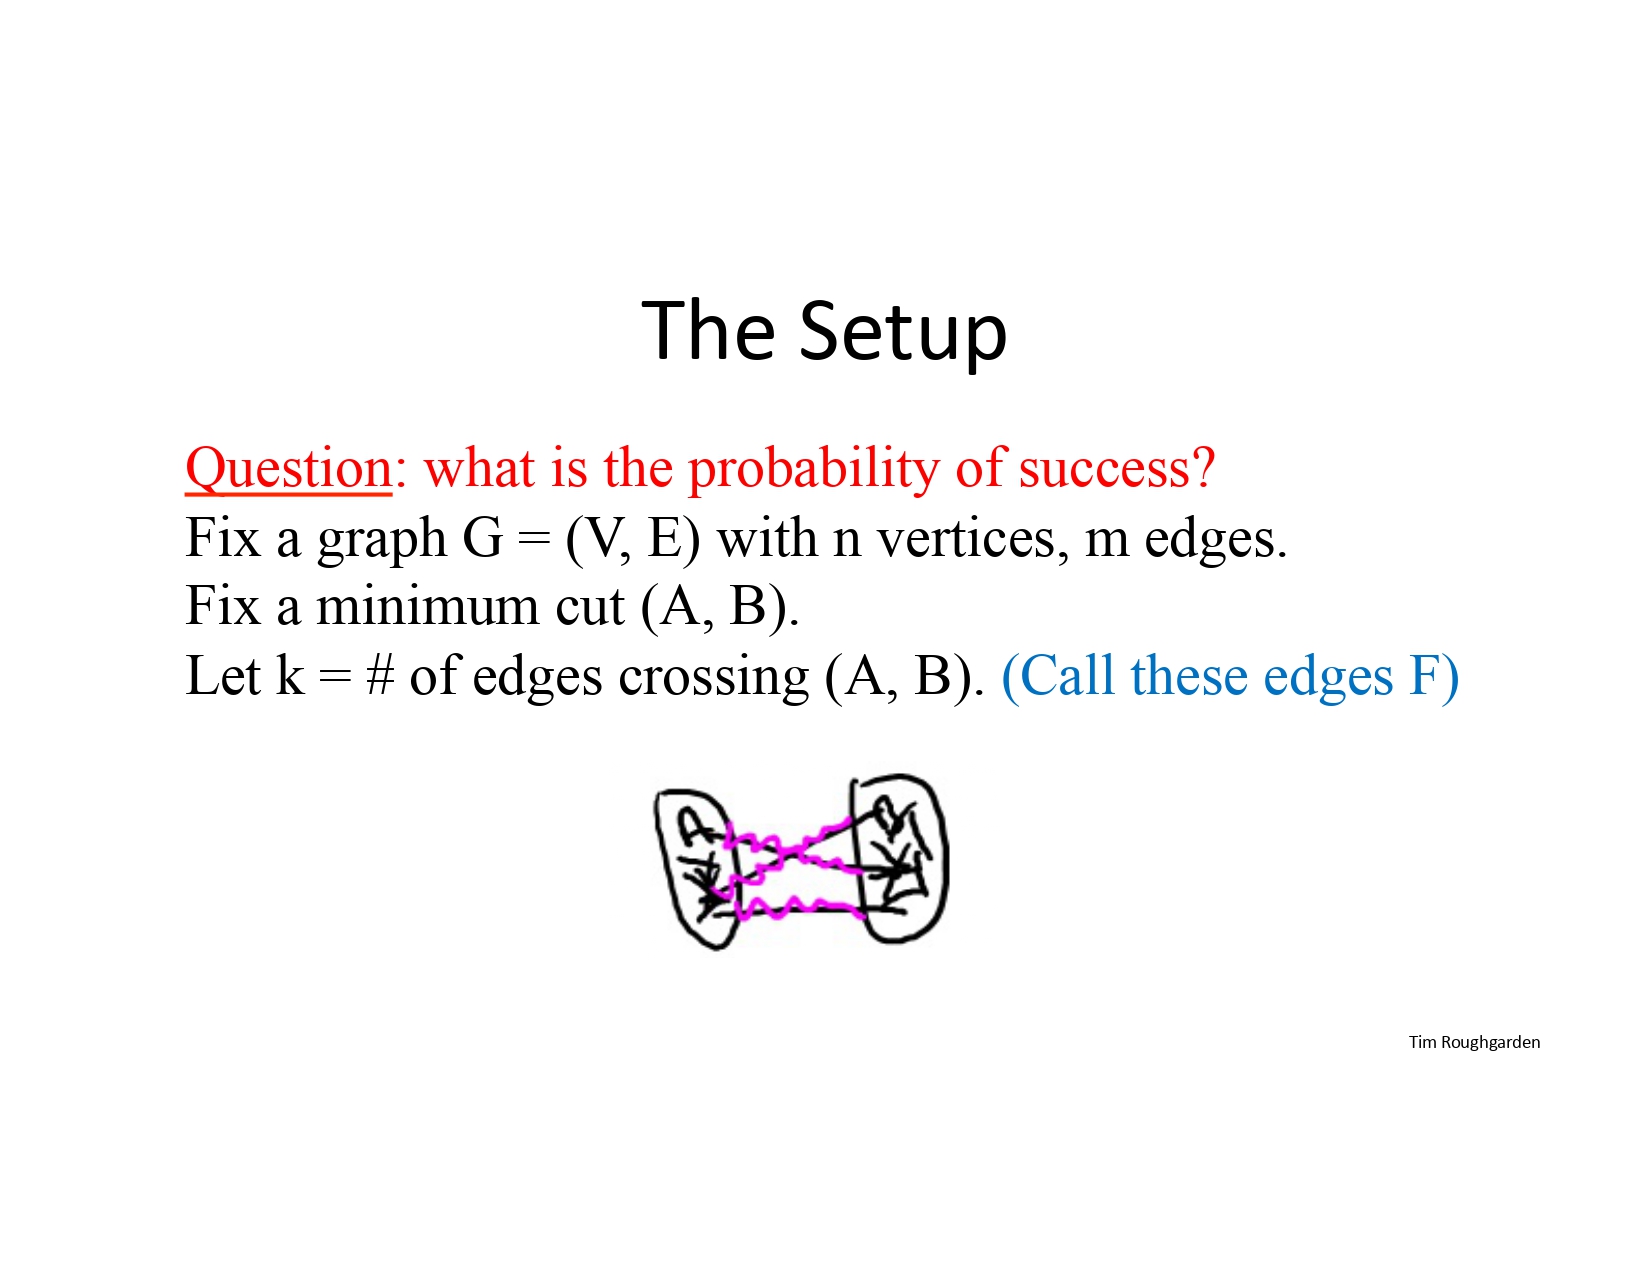 The Setup
Question: what is the probability of success?
Fix a graph G = (V, E) with n vertices, m edges.
Fix a minimum cut (A, B).
Let k = # of edges crossing (A, B). (Call these edges F)
A
B
Tim Roughgarden